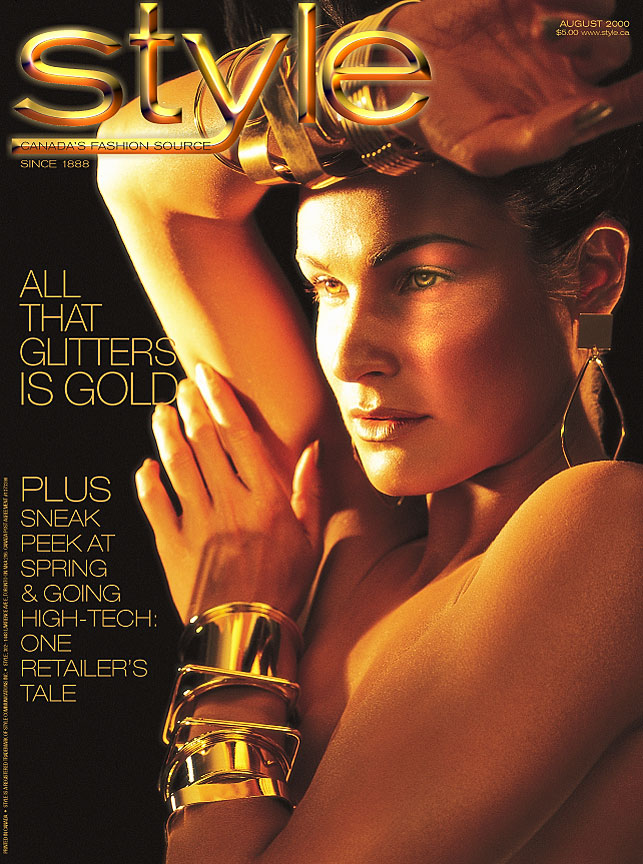 style
AUGUST 2000
$5.00 www.style.ca
CANADA'S FASHION SOURCE
SINCE 1888
ALL
THAT
GLITTERS
IS GOLD
PLUS
SNEAK
PEEK AT
SPRING
& GOING
HIGH-TECH:
ONE
RETAILER'S
TALE